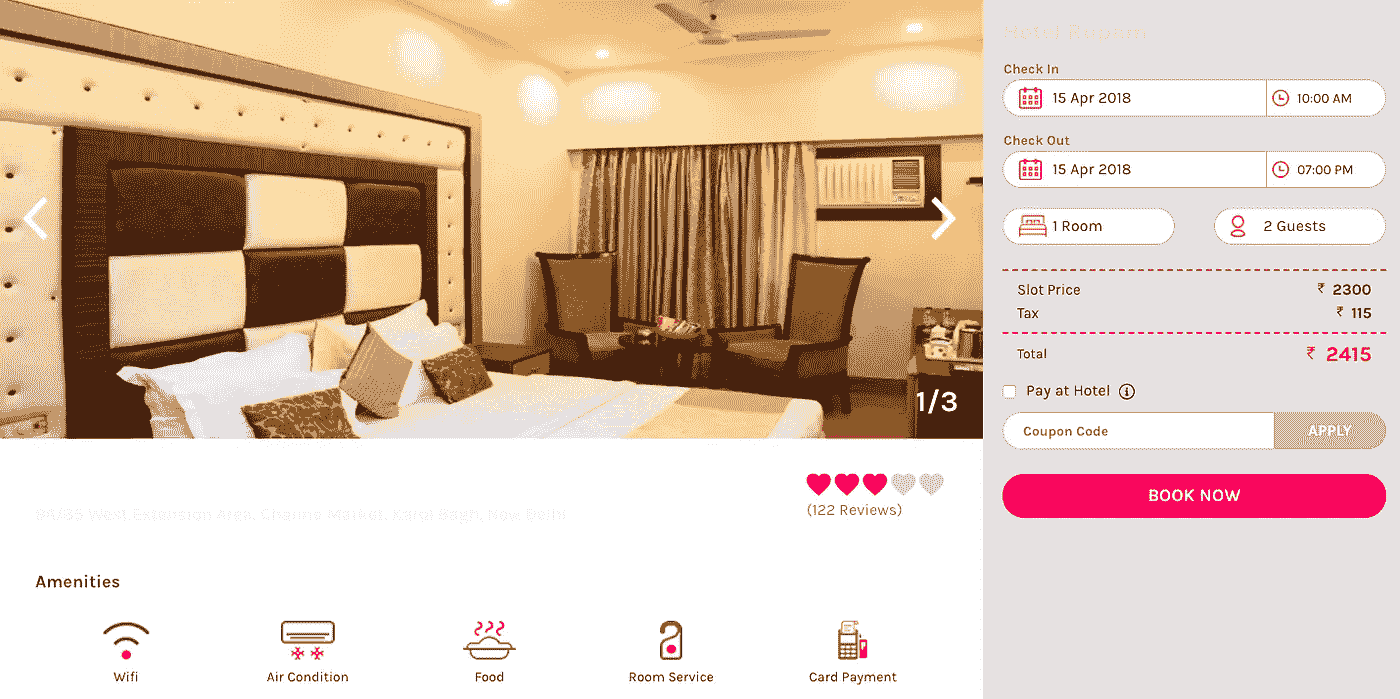 1/3
(122 Reviews)
Amenities
Wifi
Air Condition
Food
Room Service
Card Payment
Check In
15 Apr 2018
10:00 AM
Check Out
15 Apr 2018
07:00 PM
1 Room
2 Guests
Slot Price ₹ 2300
Tax ₹ 115
Total ₹ 2415
Pay at Hotel
Coupon Code
APPLY
BOOK NOW